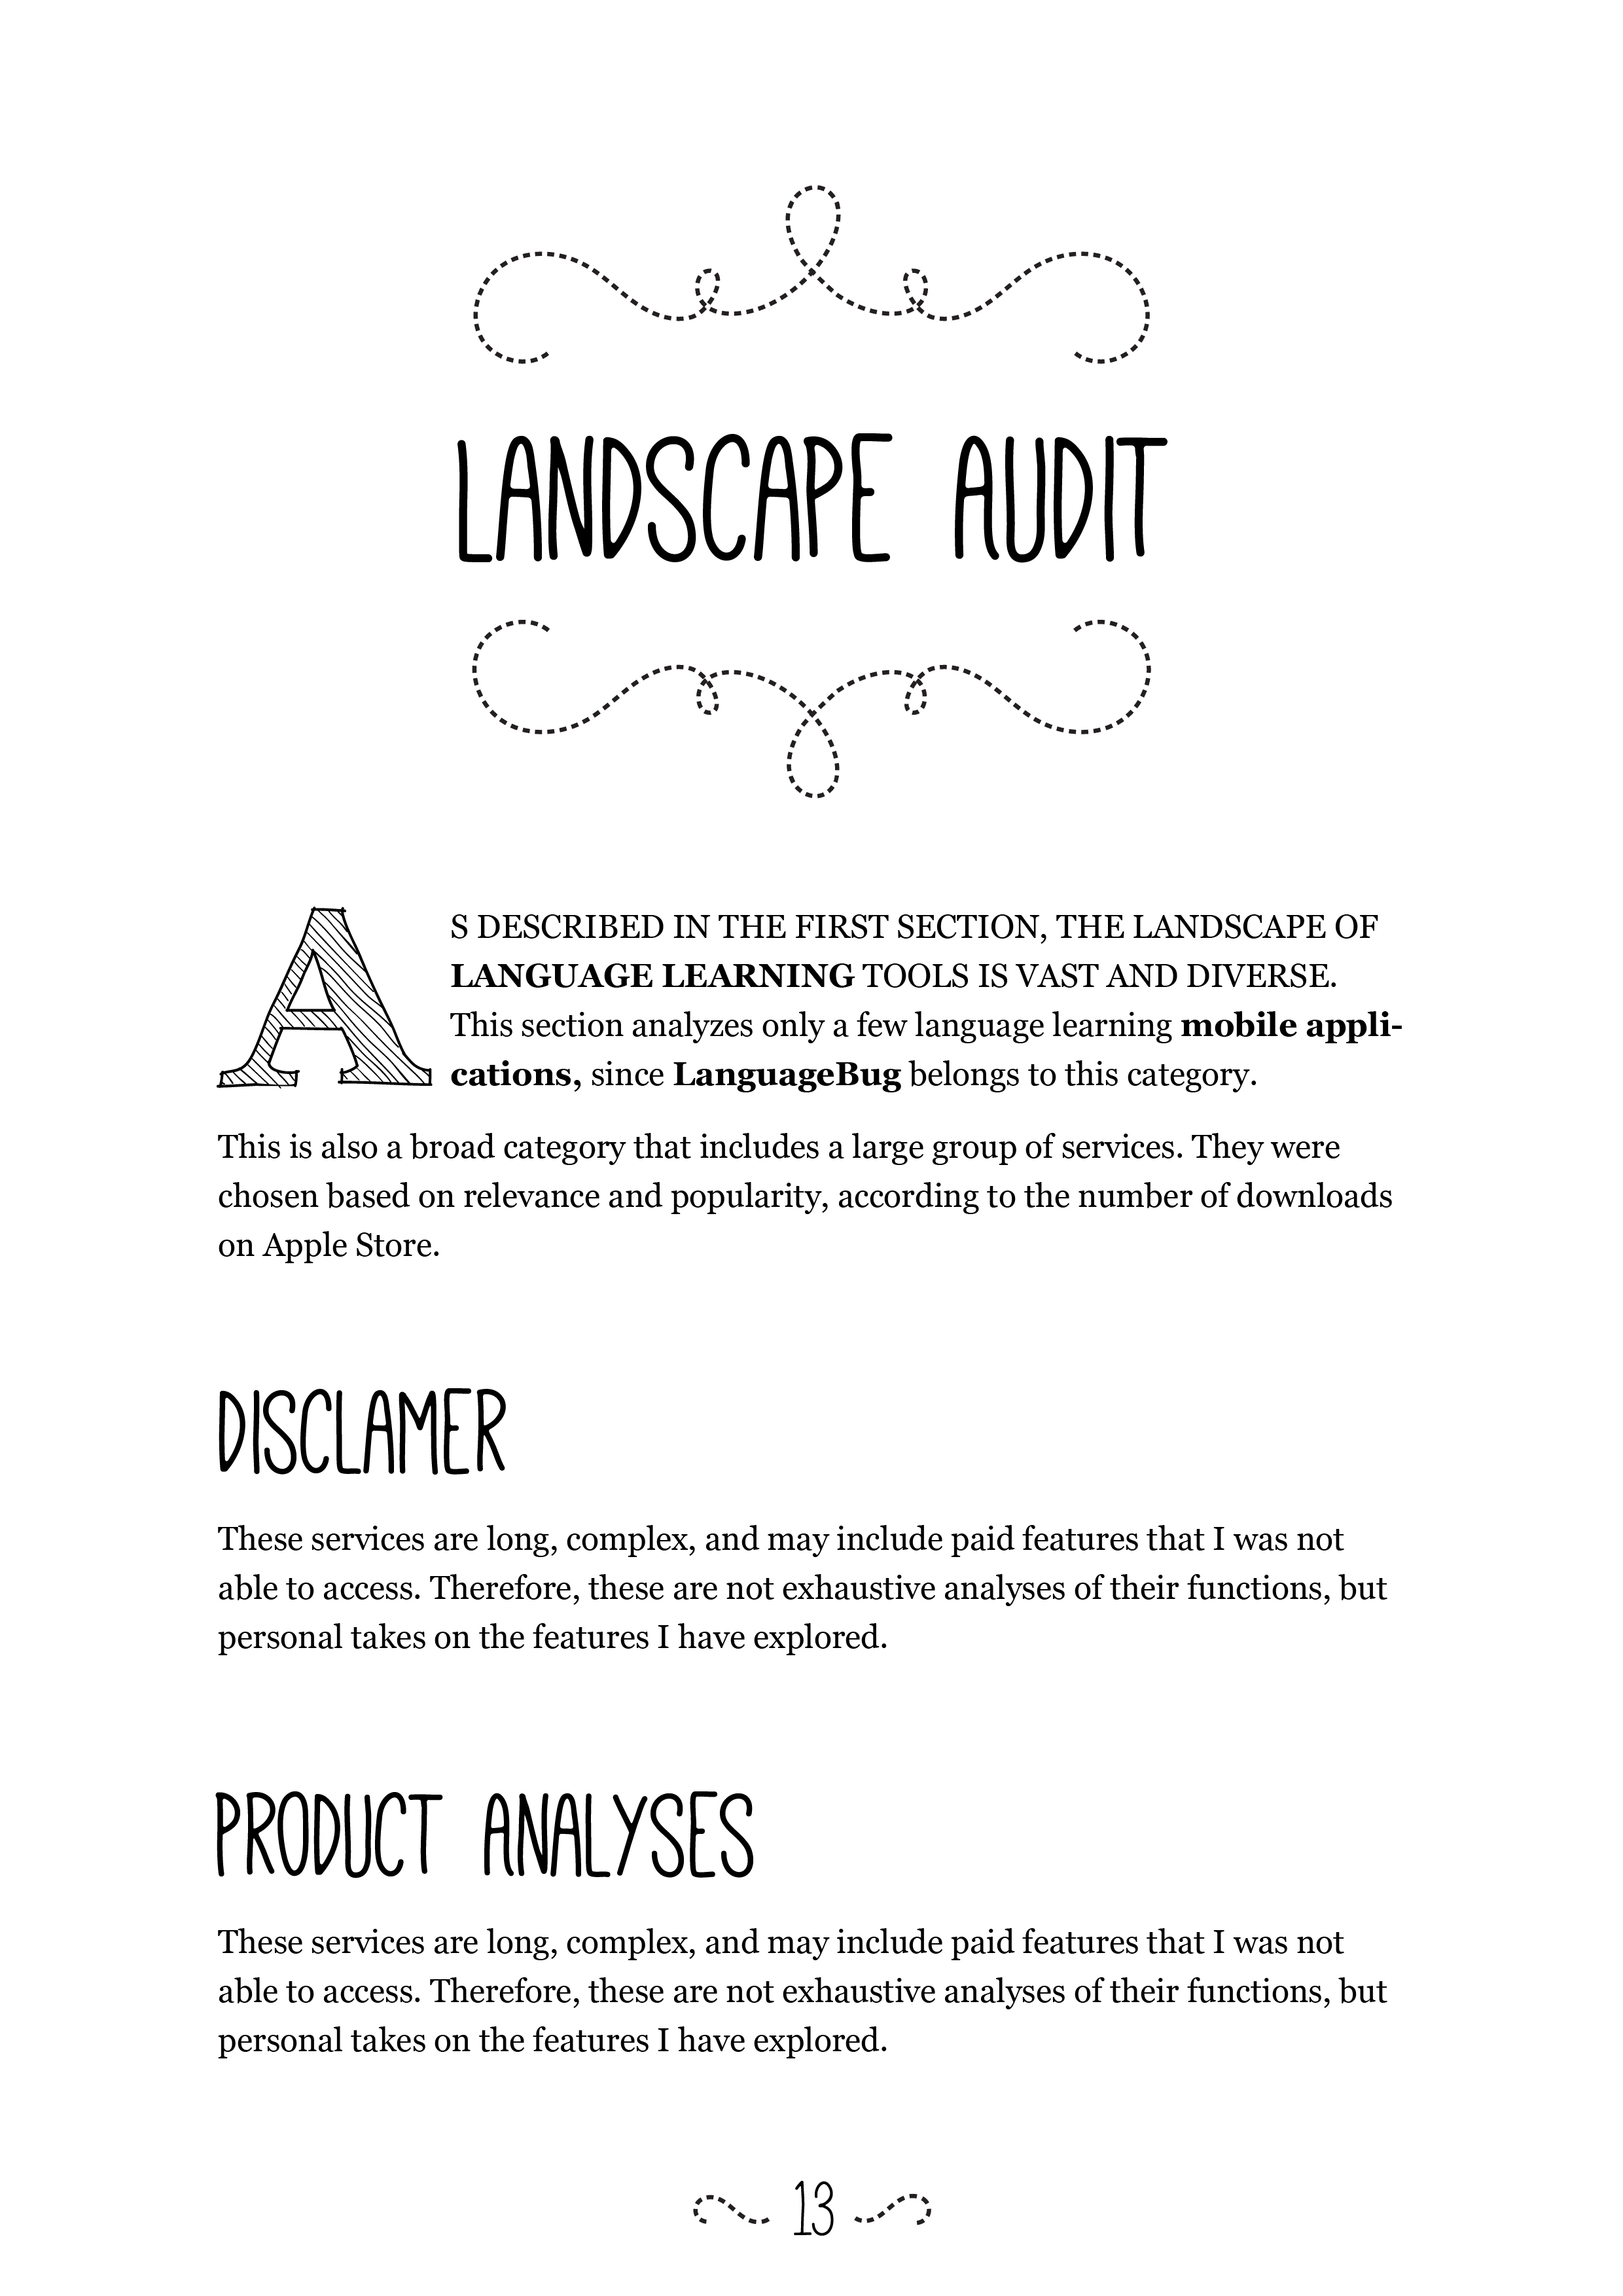 LANDSCAPE AUDIT
AS DESCRIBED IN THE FIRST SECTION, THE LANDSCAPE OF
LANGUAGE LEARNING TOOLS IS VAST AND DIVERSE.
This section analyzes only a few language learning mobile appli-
cations, since LanguageBug belongs to this category.
This is also a broad category that includes a large group of services. They were
chosen based on relevance and popularity, according to the number of downloads
on Apple Store.
DISCLAMER
These services are long, complex, and may include paid features that I was not
able to access. Therefore, these are not exhaustive analyses of their functions, but
personal takes on the features I have explored.
PRODUCT ANALYSES
These services are long, complex, and may include paid features that I was not
able to access. Therefore, these are not exhaustive analyses of their functions, but
personal takes on the features I have explored.
13